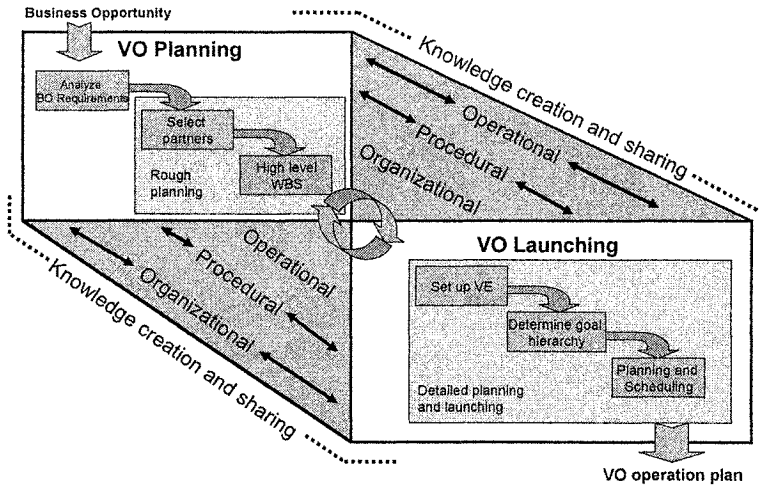 Business Opportunity
VO Planning
Analyze
BO Requirements
Select
partners
High level
WBS
Rough
planning
Knowledge creation and sharing
Operational
Procedural
Organizational
Operational
Procedural
Organizational
Knowledge creation and sharing
VO Launching
Set up VE
Determine goal
hierarchy
Planning and
Scheduling
Detailed planning
and launching
VO operation plan